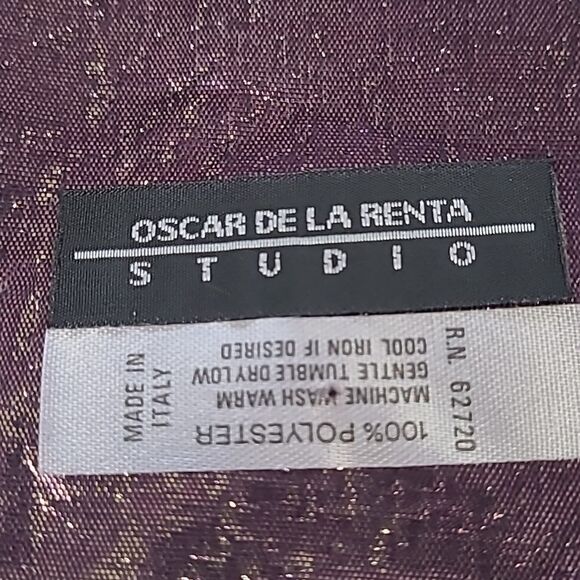 OSCAR DE LA RENTA
STUDIO
100% POLYESTER
MACHINE WASH WARM
GENTLE TUMBLE DRY LOW
COOL IRON IF DESIRED
MADE IN
ITALY
R.N. 62720